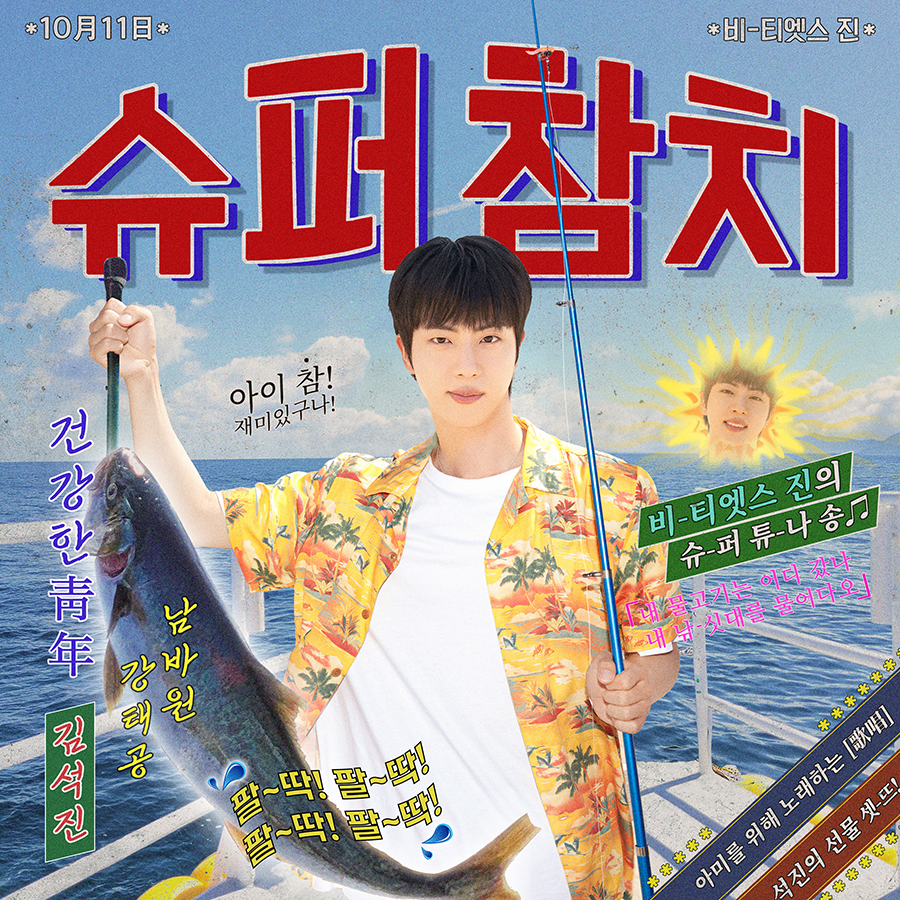 *10月11日*
*비-티엣스 진*
슈퍼 참치
아이 참!
재미있구나!
건강한靑年
김석진
남바원
강태공
비-티엣스 진의
슈-퍼 튜-나 송♫
「내 물고기는 어디 갔나
내 낚-싯대를 물어다오」
팔~딱! 팔~딱!
팔~딱! 팔~딱!
아미를 위해 노래하는 [歌唱]
석진의 선물 셋뜨!